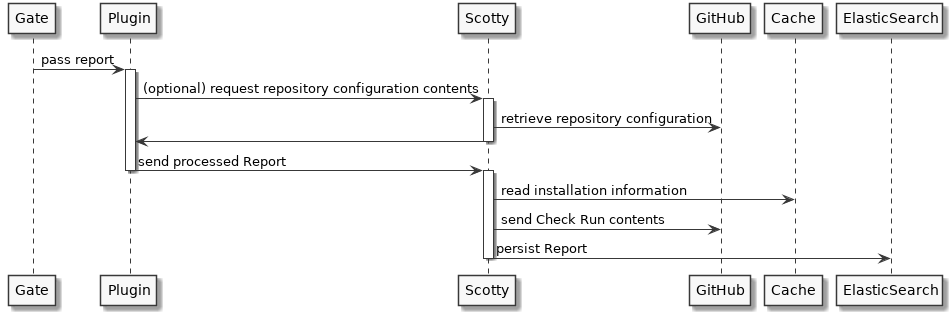 Gate Plugin Scotty GitHub Cache ElasticSearch
pass report
(optional) request repository configuration contents
retrieve repository configuration
send processed Report
read installation information
send Check Run contents
persist Report
Gate Plugin Scotty GitHub Cache ElasticSearch